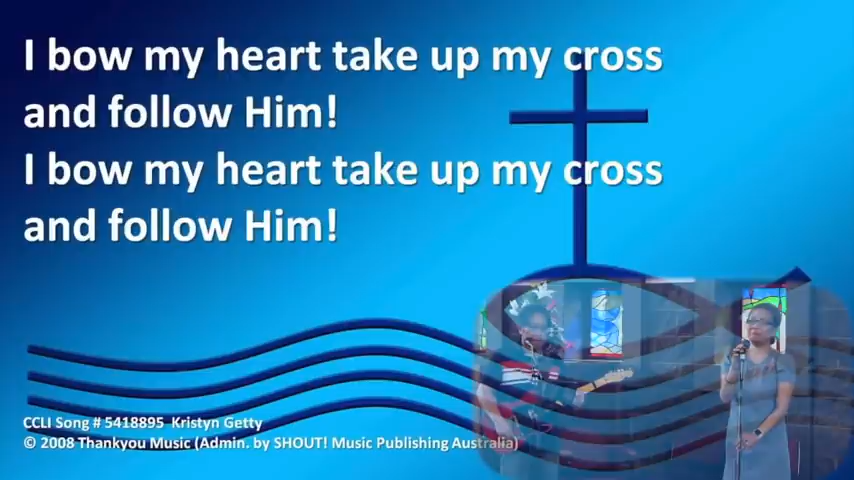 I bow my heart take up my cross
and follow Him!
I bow my heart take up my cross
and follow Him!
CCLI Song # 5418895 Kristyn Getty
© 2008 Thankyou Music (Admin. by SHOUT! Music Publishing Australia)